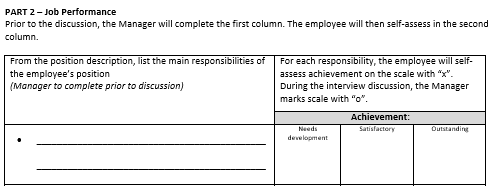 PART 2 – Job Performance
Prior to the discussion, the Manager will complete the first column. The employee will then self-assess in the second
column.
From the position description, list the main responsibilities of
the employee's position
(Manager to complete prior to discussion)
For each responsibility, the employee will self-
assess achievement on the scale with "x".
During the interview discussion, the Manager
marks scale with "o".
Achievement:
Needs
development
Satisfactory
Outstanding